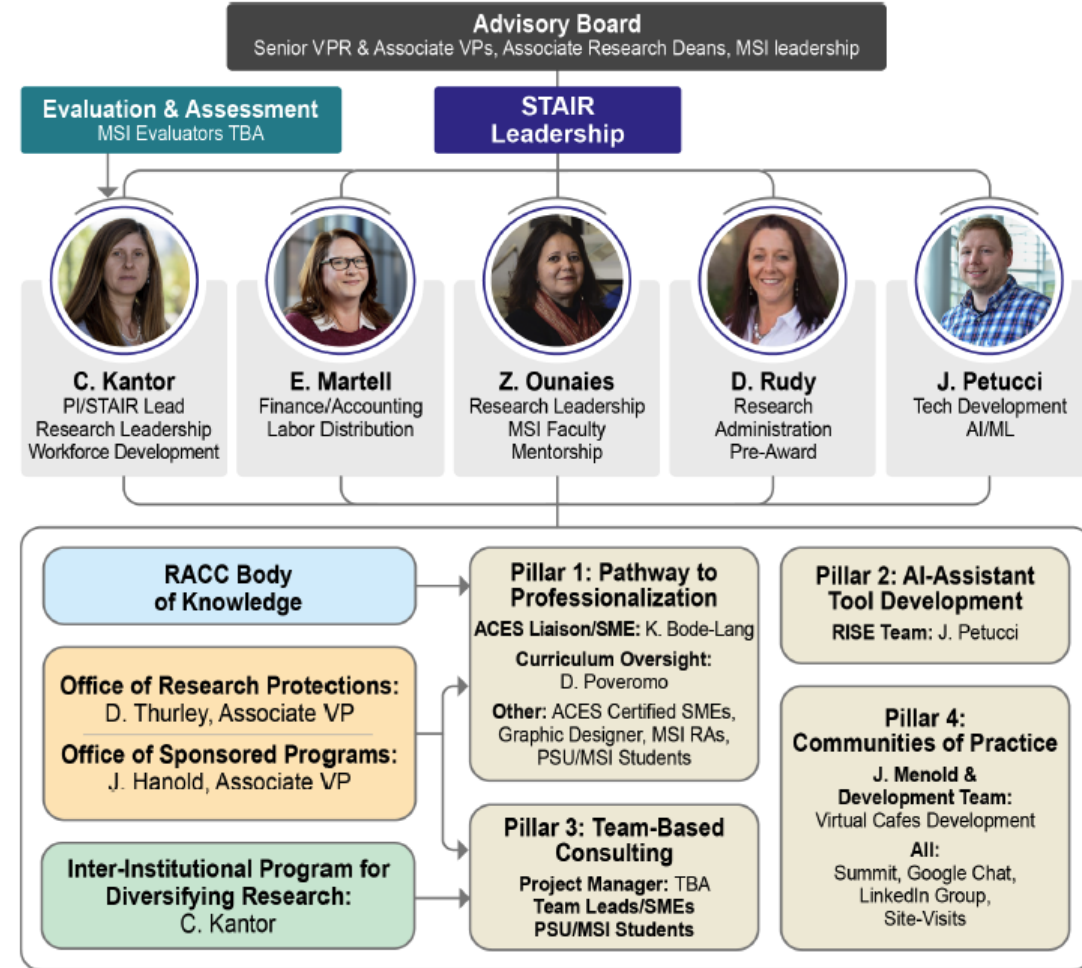 Advisory Board
Senior VPR & Associate VPs, Associate Research Deans, MSI leadership
Evaluation & Assessment
MSI Evaluators TBA
STAIR
Leadership
C. Kantor
PI/STAIR Lead
Research Leadership
Workforce Development
E. Martell
Finance/Accounting
Labor Distribution
Z. Ounaies
Research Leadership
MSI Faculty
Mentorship
D. Rudy
Research
Administration
Pre-Award
J. Petucci
Tech Development
AI/ML
RACC Body
of Knowledge
Office of Research Protections:
D. Thurley, Associate VP
Office of Sponsored Programs:
J. Hanold, Associate VP
Inter-Institutional Program for
Diversifying Research:
C. Kantor
Pillar 1: Pathway to
Professionalization
ACES Liaison/SME: K. Bode-Lang
Curriculum Oversight:
D. Poveromo
Other: ACES Certified SMEs,
Graphic Designer, MSI RAs,
PSU/MSI Students
Pillar 3: Team-Based
Consulting
Project Manager: TBA
Team Leads/SMEs
PSU/MSI Students
Pillar 2: AI-Assistant
Tool Development
RISE Team: J. Petucci
Pillar 4:
Communities of Practice
J. Menold &
Development Team:
Virtual Cafes Development
All:
Summit, Google Chat,
LinkedIn Group,
Site-Visits